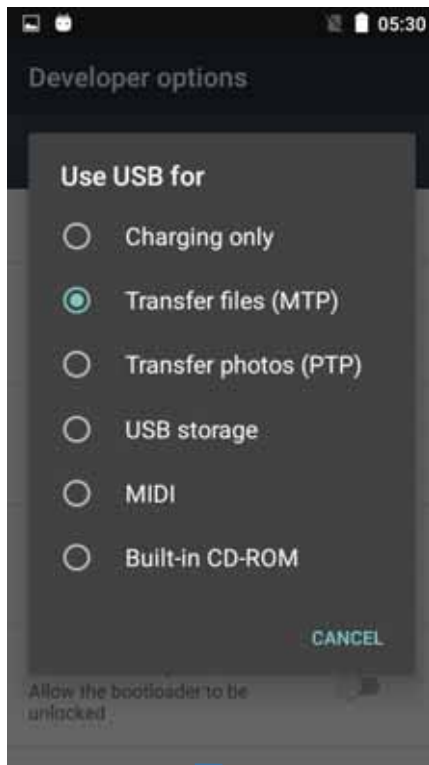 05:30
Developer options
Use USB for
Charging only
Transfer files (MTP)
Transfer photos (PTP)
USB storage
MIDI
Built-in CD-ROM
CANCEL
Allow the bootloader to be
unlocked